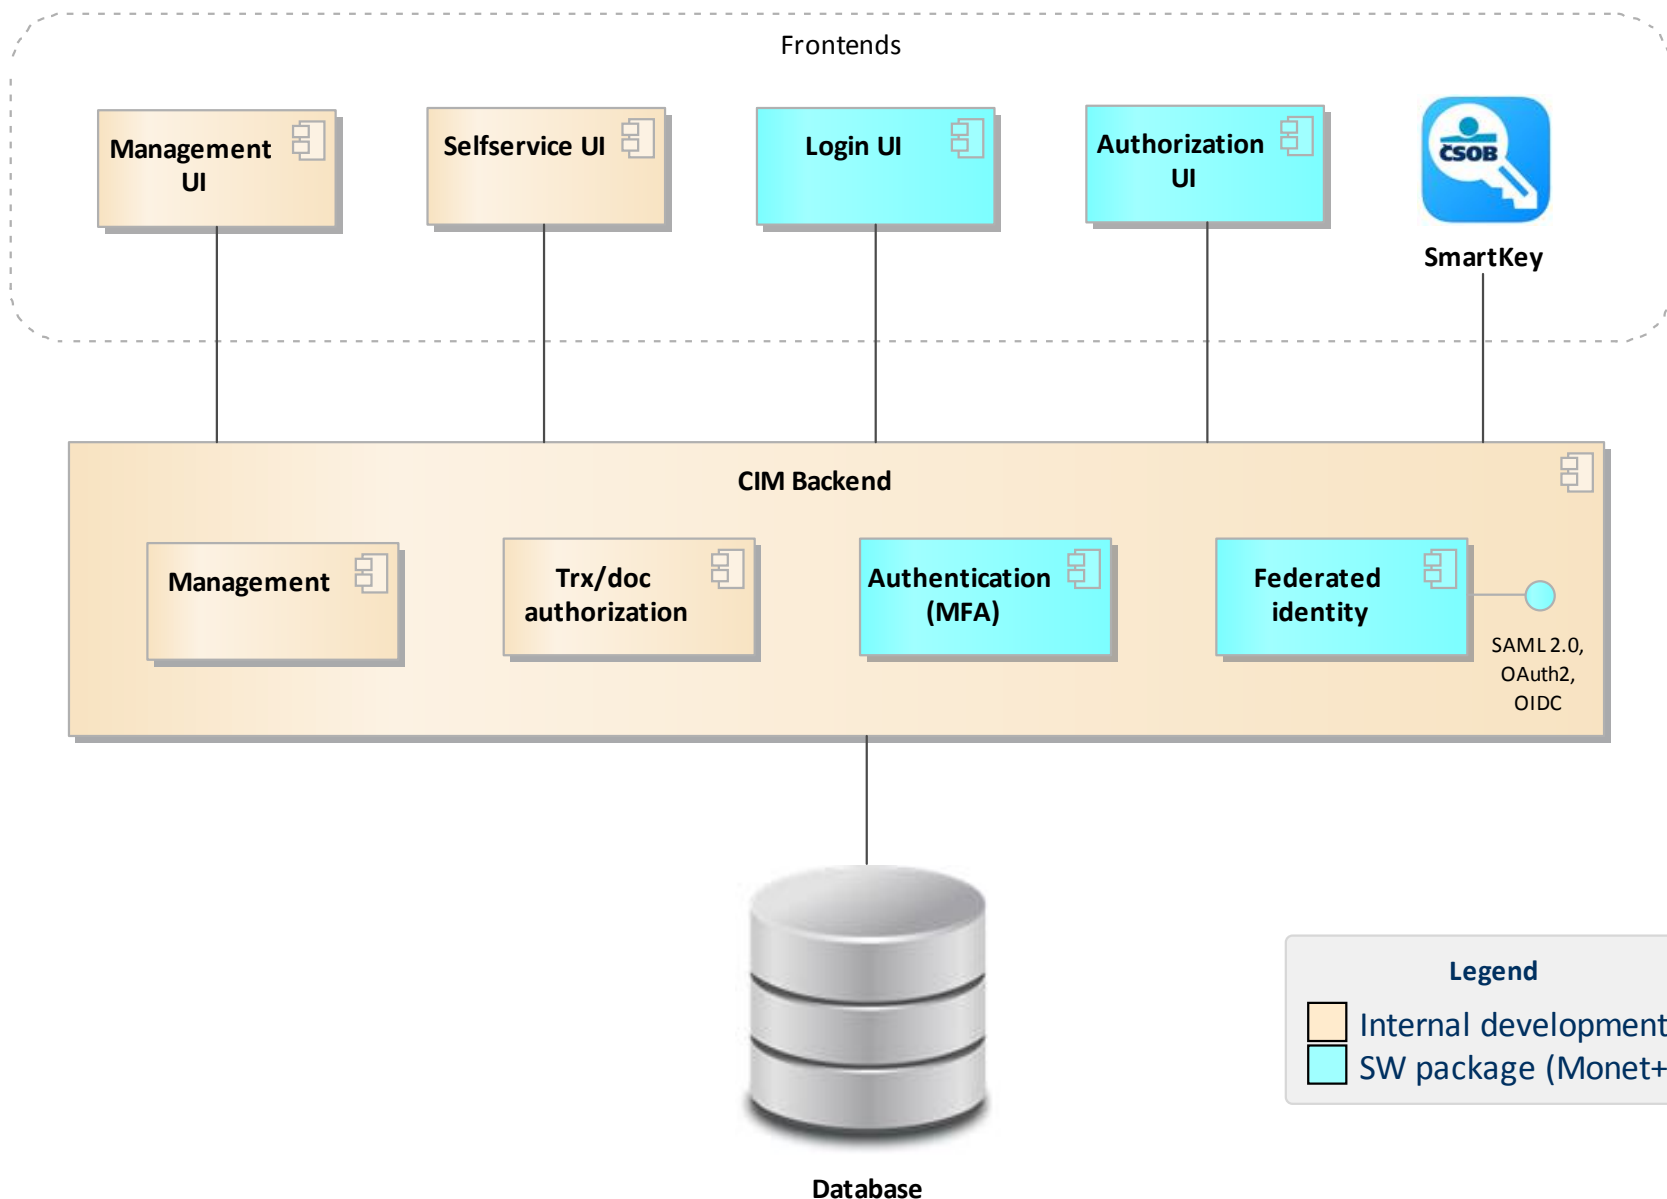 Frontends
Management
UI
Selfservice UI
Login UI
Authorization
UI
ČSOB
SmartKey
CIM Backend
Management
Trx/doc
authorization
Authentication
(MFA)
Federated
identity
SAML 2.0,
OAuth2,
OIDC
Database
Legend
Internal development
SW package (Monet+